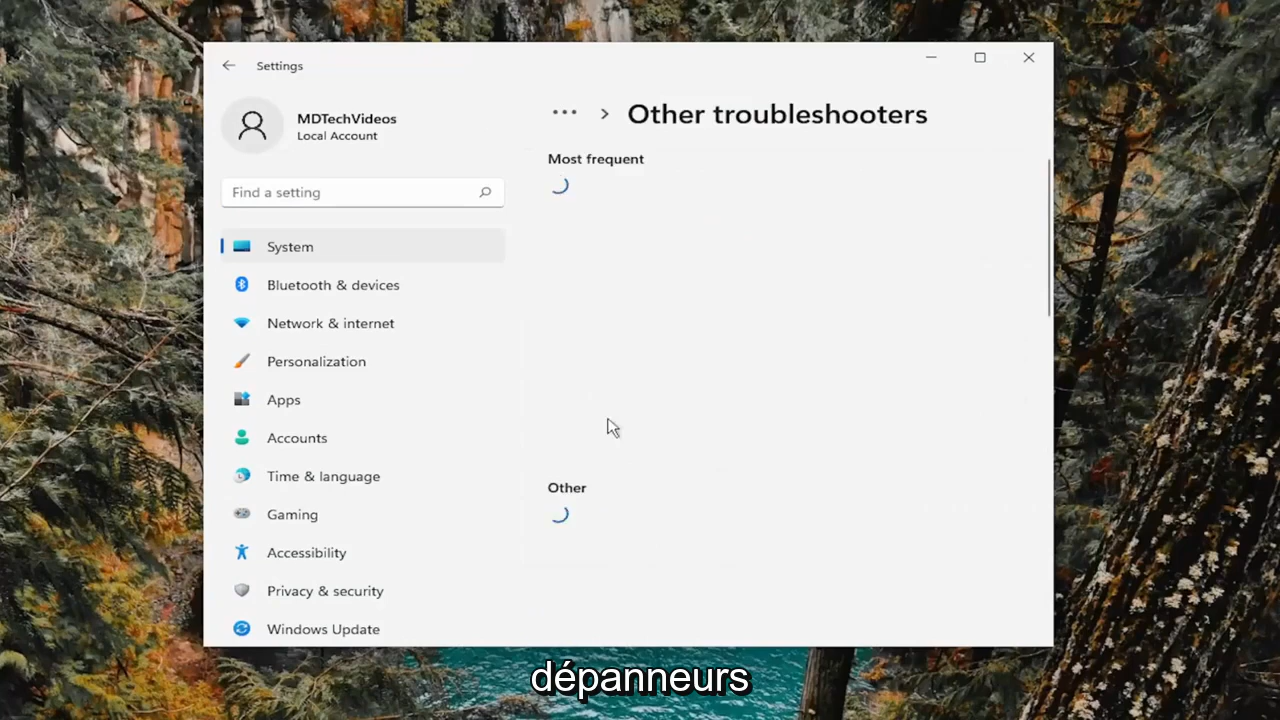 Settings
MDTechVideos
Local Account
Find a setting
System
Bluetooth & devices
Network & internet
Personalization
Apps
Accounts
Time & language
Gaming
Accessibility
Privacy & security
Windows Update
··· > Other troubleshooters
Most frequent
Other
dépanneurs